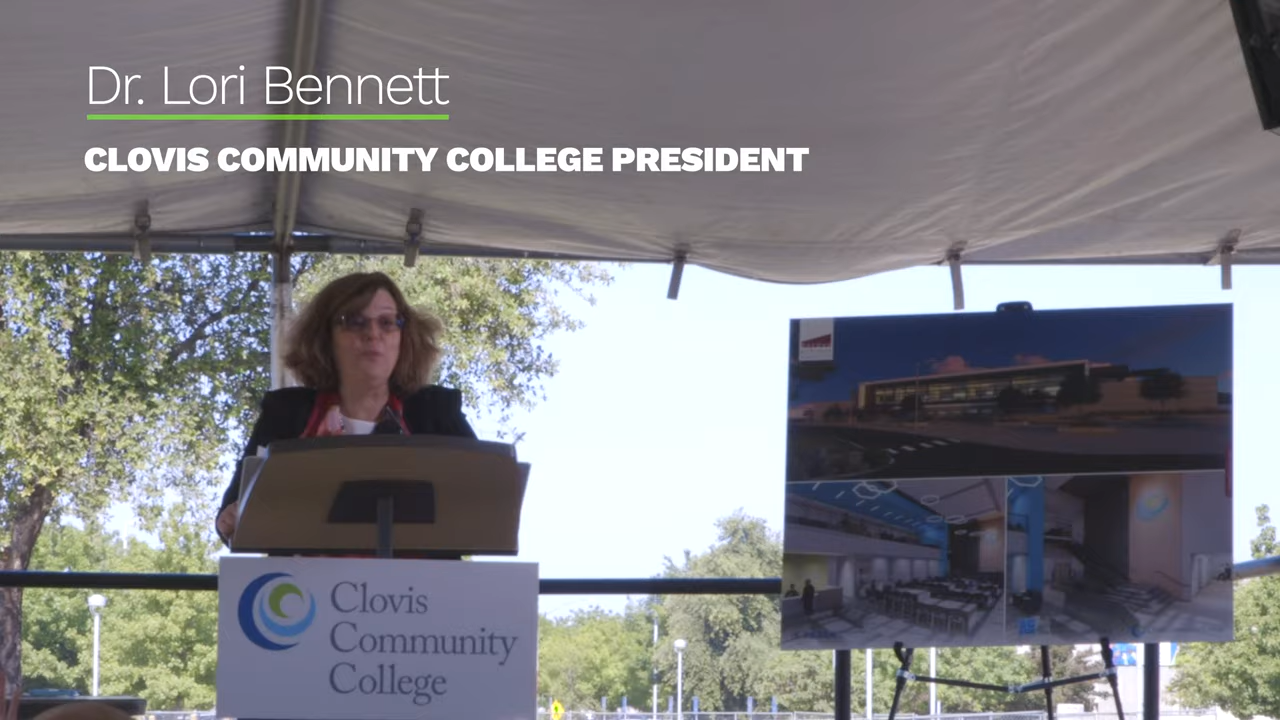 Dr. Lori Bennett
CLOVIS COMMUNITY COLLEGE PRESIDENT
Clovis
Community
College